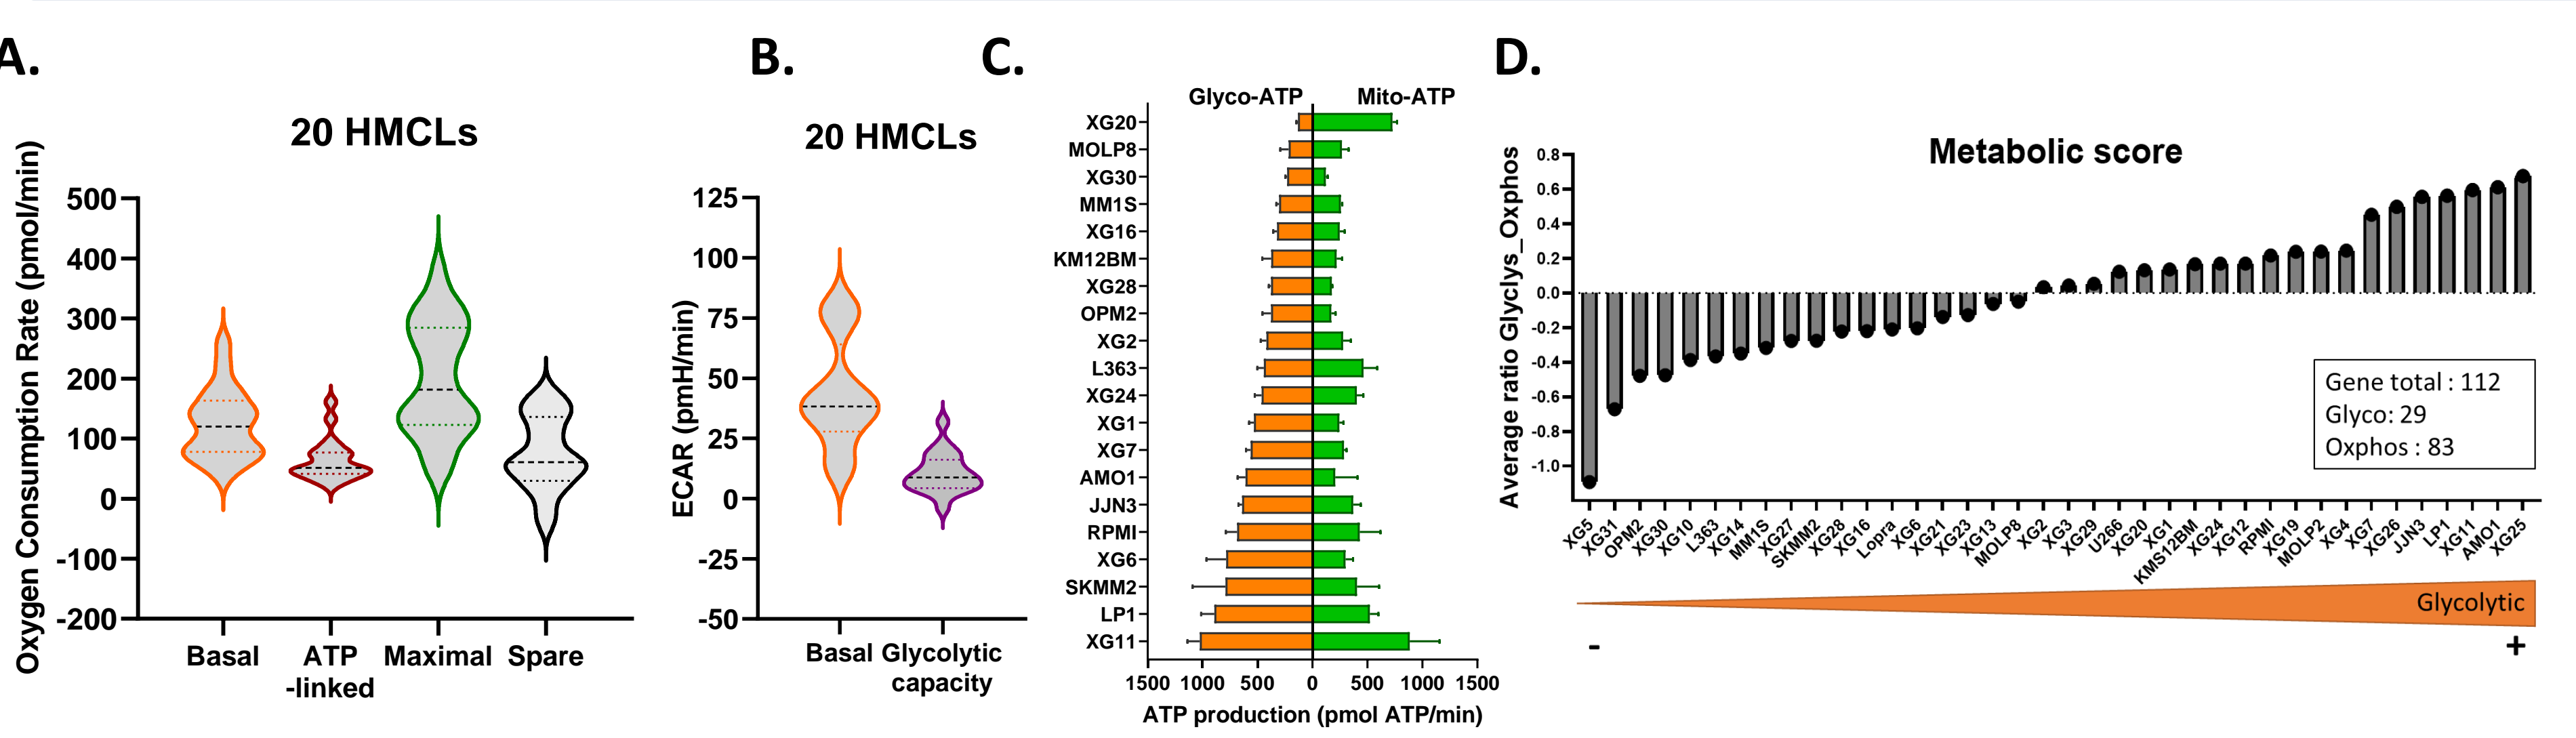 A.
20 HMCLs
Oxygen Consumption Rate (pmol/min)
500
400
300
200
100
0
-100
-200
Basal
ATP
-linked
Maximal
Spare
B.
20 HMCLs
ECAR (pmH/min)
125
100
75
50
25
0
-25
-50
Basal
Glycolytic
capacity
C.
Glyco-ATP
Mito-ATP
XG20
MOLP8
XG30
MM1S
XG16
KM12BM
XG28
OPM2
XG2
L363
XG24
XG1
XG7
AMO1
JJN3
RPMI
XG6
SKMM2
LP1
XG11
1500 1000 500 0 500 1000 1500
ATP production (pmol ATP/min)
D.
Metabolic score
Average ratio Glyclys_Oxphos
0.8
0.6
0.4
0.2
0.0
-0.2
-0.4
-0.6
-0.8
-1.0
Gene total : 112
Glyco: 29
Oxphos : 83
XG5
XG31
OPM2
XG30
XG10
L363
XG14
MM1S
XG27
SKMM2
XG28
XG16
Lopra
XG6
XG21
XG23
XG13
MOLP8
XG2
XG3
XG29
U266
XG20
XG1
KMS12BM
XG24
XG12
RPMI
XG19
MOLP2
XG4
XG7
XG26
JJN3
LP1
XG11
AMO1
XG25
Glycolytic
-
+